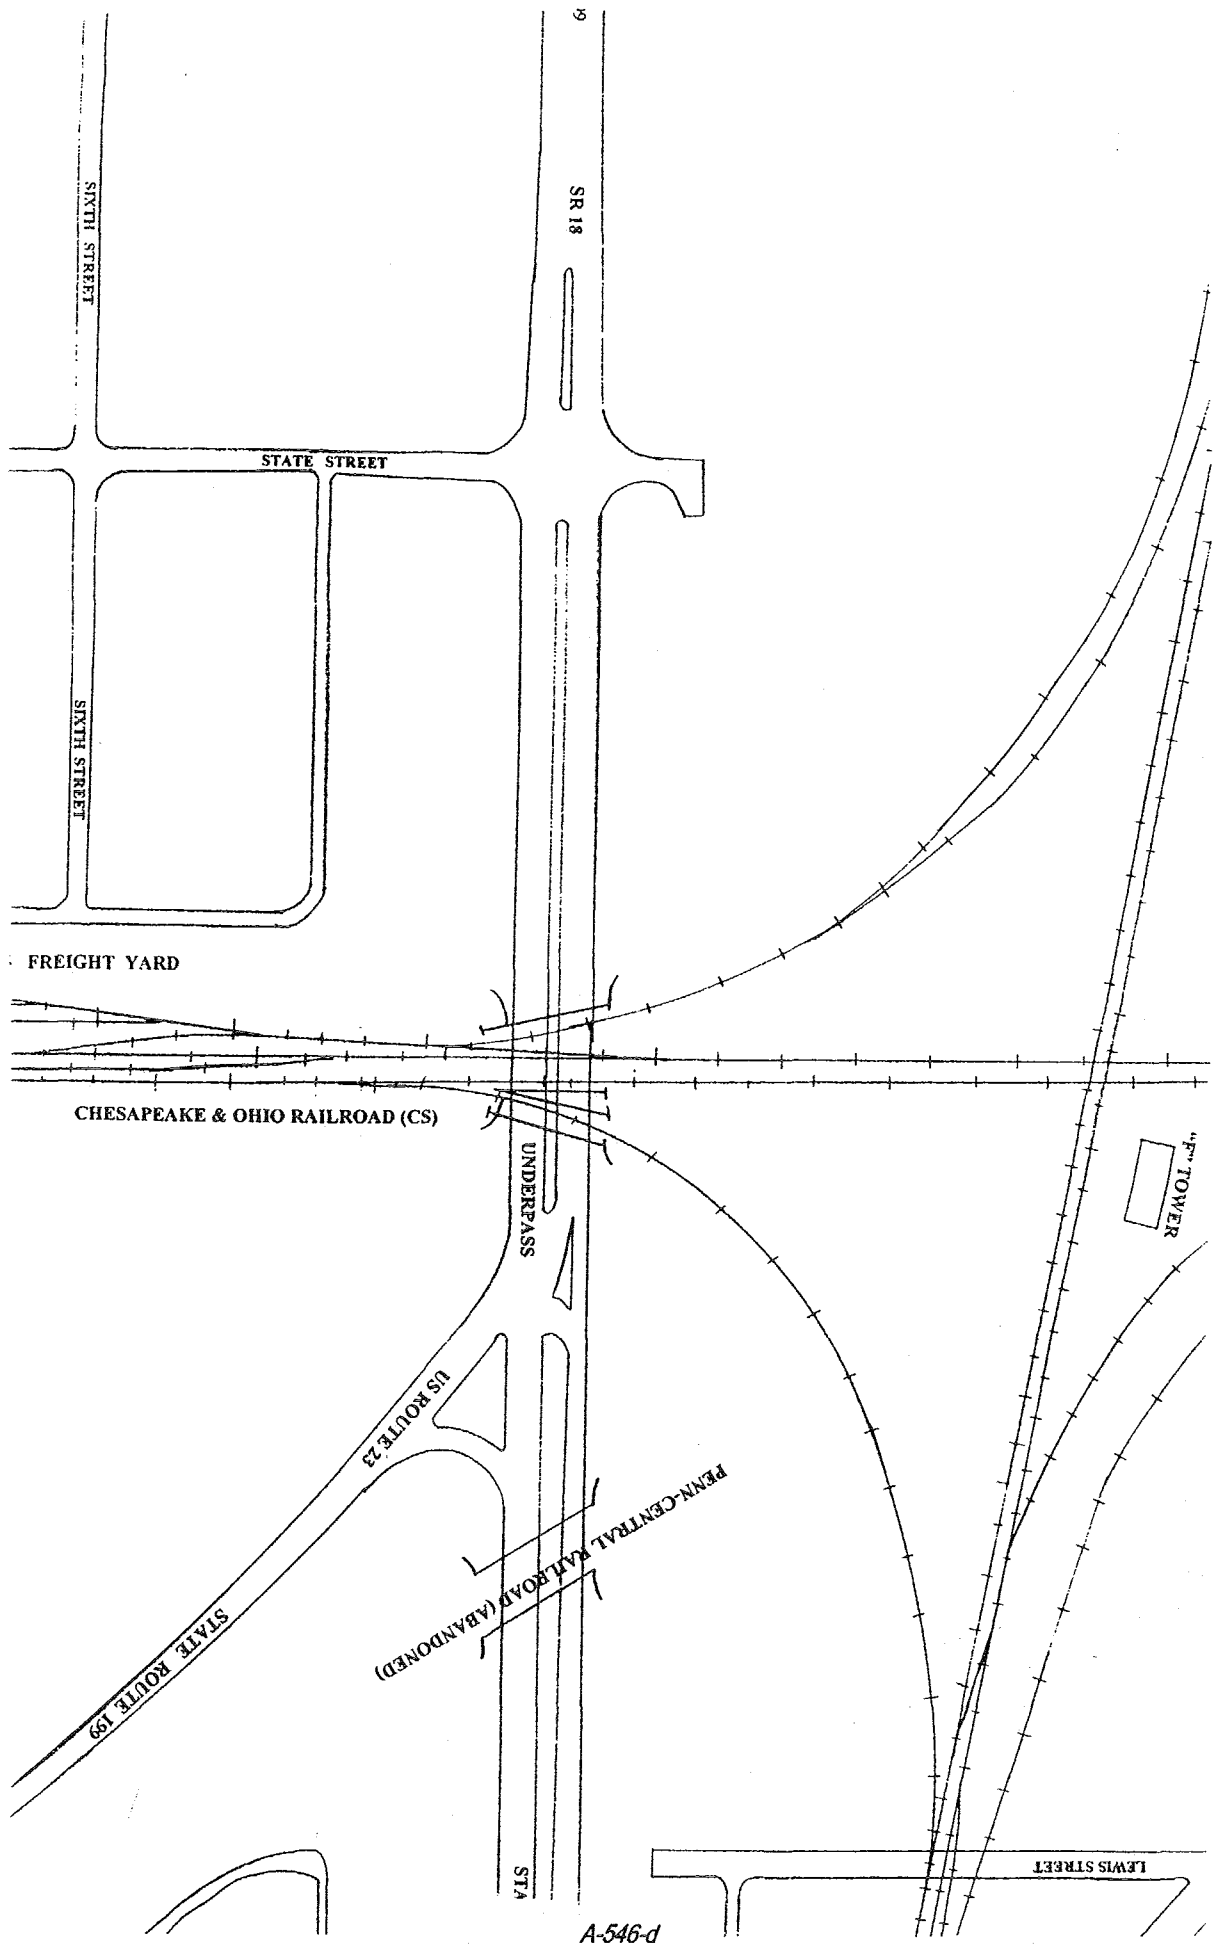 SR 18
SIXTH STREET
STATE STREET
SIXTH STREET
FREIGHT YARD
CHESAPEAKE & OHIO RAILROAD (CS)
UNDERPASS
"F" TOWER
US ROUTE 23
PENN-CENTRAL RAILROAD (ABANDONED)
STATE ROUTE 199
LEWIS STREET
STA
A-546-d